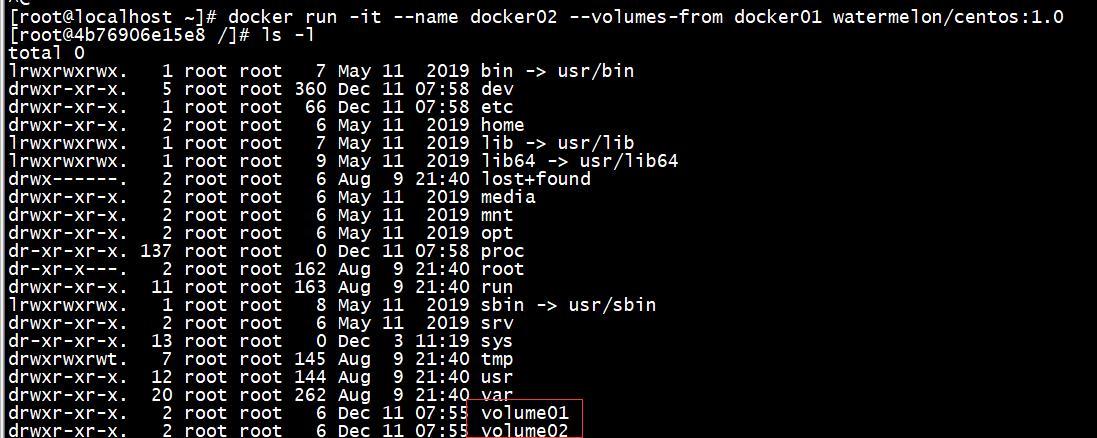 [root@localhost ~]# docker run -it --name docker02 --volumes-from docker01 watermelon/centos:1.0
[root@4b76906e15e8 /]# ls -l
total 0
lrwxrwxrwx.   1 root root   7 May 11  2019 bin -> usr/bin
drwxr-xr-x.   5 root root 360 Dec 11 07:58 dev
drwxr-xr-x.   1 root root  66 Dec 11 07:58 etc
drwxr-xr-x.   2 root root   6 May 11  2019 home
lrwxrwxrwx.   1 root root   7 May 11  2019 lib -> usr/lib
lrwxrwxrwx.   1 root root   9 May 11  2019 lib64 -> usr/lib64
drwx------.   2 root root   6 Aug  9 21:40 lost+found
drwxr-xr-x.   2 root root   6 May 11  2019 media
drwxr-xr-x.   2 root root   6 May 11  2019 mnt
drwxr-xr-x.   2 root root   6 May 11  2019 opt
dr-xr-xr-x. 137 root root   0 Dec 11 07:58 proc
dr-xr-x---.   2 root root 162 Aug  9 21:40 root
drwxr-xr-x.  11 root root 163 Aug  9 21:40 run
lrwxrwxrwx.   1 root root   8 May 11  2019 sbin -> usr/sbin
drwxr-xr-x.   2 root root   6 May 11  2019 srv
dr-xr-xr-x.  13 root root   0 Dec  3 11:19 sys
drwxrwxrwt.   7 root root 145 Aug  9 21:40 tmp
drwxr-xr-x.  12 root root 144 Aug  9 21:40 usr
drwxr-xr-x.  20 root root 262 Aug  9 21:40 var
drwxr-xr-x.   2 root root   6 Dec 11 07:55 volume01
drwxr-xr-x.   2 root root   6 Dec 11 07:55 volume02